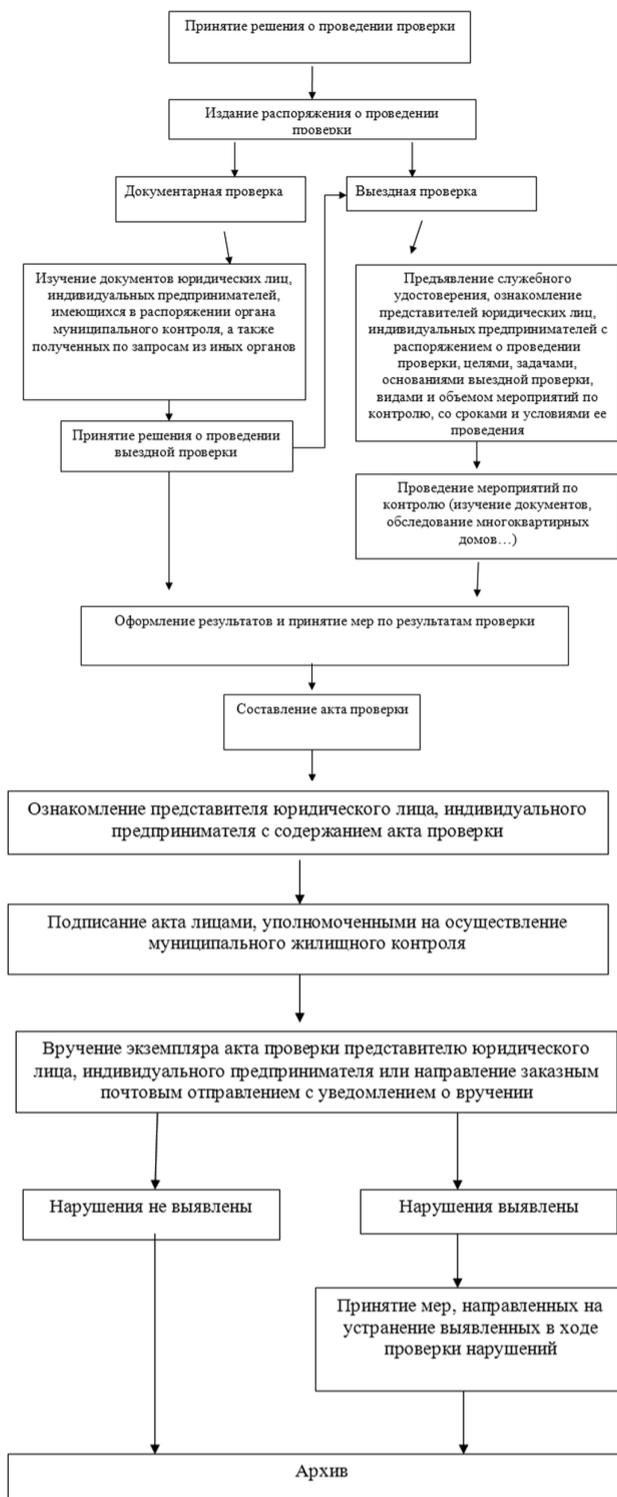 Принятие решения о проведении проверки
Издание распоряжения о проведении
проверки
Документарная проверка
Выездная проверка
Изучение документов юридических лиц,
индивидуальных предпринимателей,
имеющихся в распоряжении органа
муниципального контроля, а также
полученных по запросам из иных органов
Предъявление служебного
удостоверения, ознакомление
представителей юридических лиц,
индивидуальных предпринимателей с
распоряжением о проведении
проверки, целями, задачами,
основаниями выездной проверки,
видами и объемом мероприятий по
контролю, со сроками и условиями ее
проведения
Принятие решения о проведении
выездной проверки
Проведение мероприятий по
контролю (изучение документов,
обследование многоквартирных
домов…)
Оформление результатов и принятие мер по результатам проверки
Составление акта проверки
Ознакомление представителя юридического лица, индивидуального
предпринимателя с содержанием акта проверки
Подписание акта лицами, уполномоченными на осуществление
муниципального жилищного контроля
Вручение экземпляра акта проверки представителю юридического
лица, индивидуального предпринимателя или направление заказным
почтовым отправлением с уведомлением о вручении
Нарушения не выявлены
Нарушения выявлены
Принятие мер, направленных на
устранение выявленных в ходе
проверки нарушений
Архив